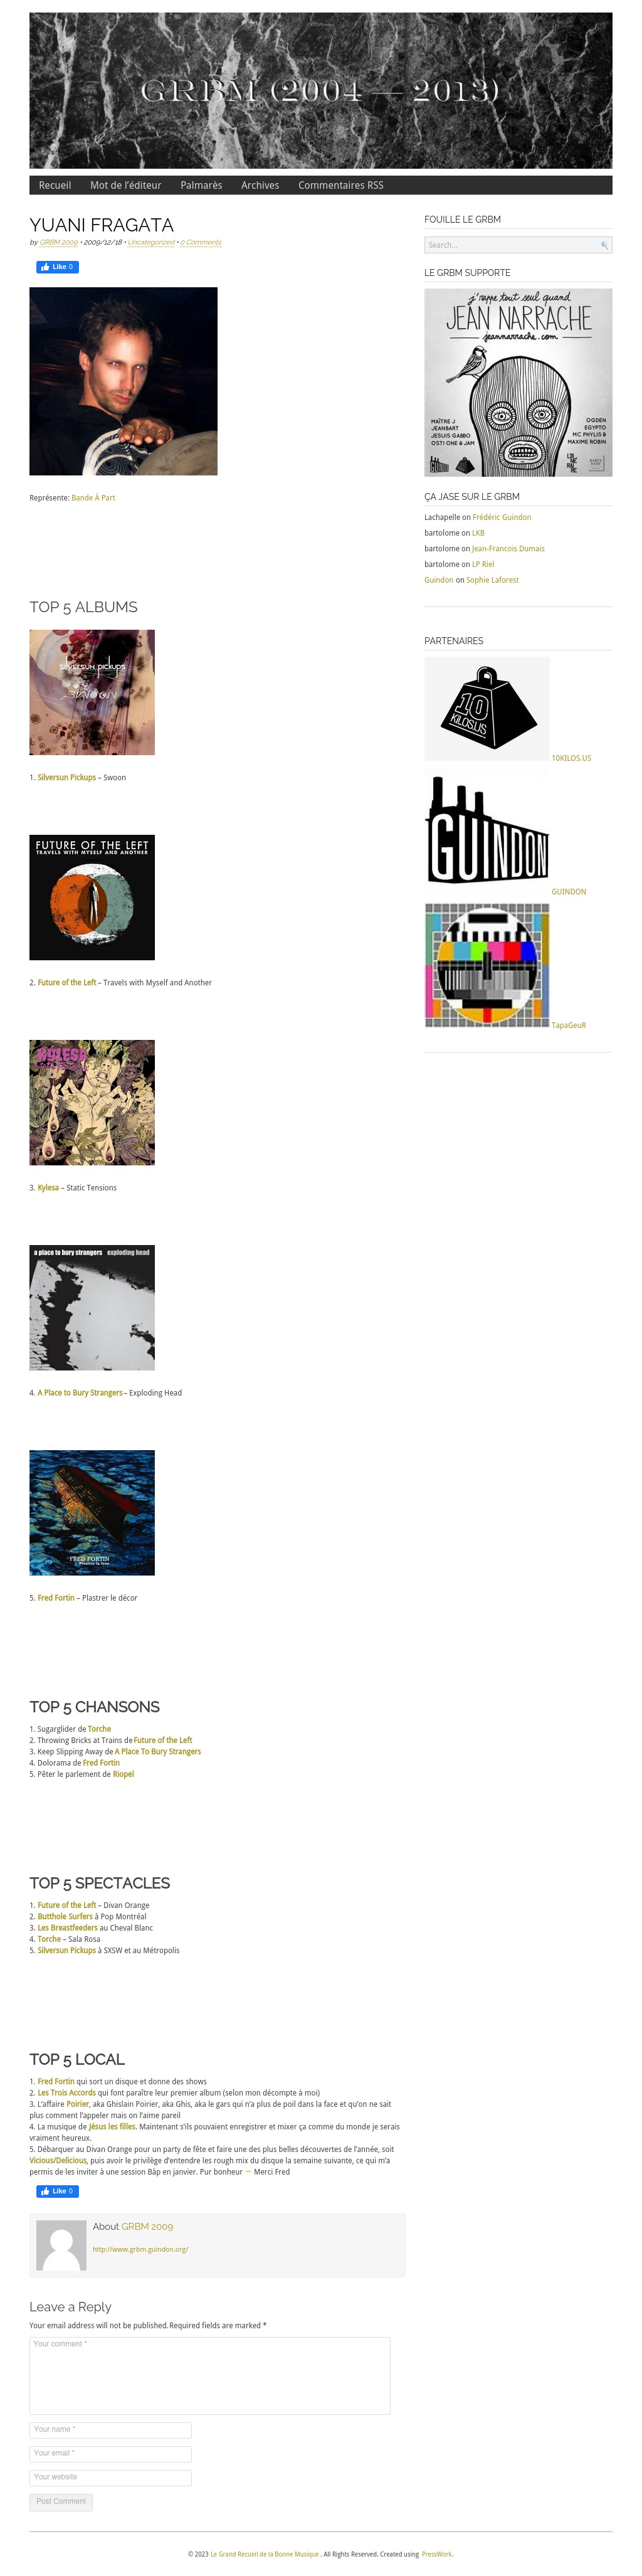 GRBM (2004 — 2013)
Recueil Mot de l'éditeur Palmarès Archives Commentaires RSS
YUANI FRAGATA
by GRBM 2009 • 2009/12/18 • Uncategorized • 0 Comments
Like 0
Représente: Bande À Part
TOP 5 ALBUMS
silversun pickups
SWOON
1. Silversun Pickups – Swoon
FUTURE OF THE LEFT
TRAVELS WITH MYSELF AND ANOTHER
2. Future of the Left – Travels with Myself and Another
KYLESA
3. Kylesa – Static Tensions
a place to bury strangers exploding head
4. A Place to Bury Strangers – Exploding Head
FRED FORTIN
Plastrer la lune
5. Fred Fortin – Plastrer le décor
TOP 5 CHANSONS
1. Sugarglider de Torche
2. Throwing Bricks at Trains de Future of the Left
3. Keep Slipping Away de A Place To Bury Strangers
4. Dolorama de Fred Fortin
5. Pêter le parlement de Riopel
TOP 5 SPECTACLES
1. Future of the Left – Divan Orange
2. Butthole Surfers à Pop Montréal
3. Les Breastfeeders au Cheval Blanc
4. Torche – Sala Rosa
5. Silversun Pickups à SXSW et au Métropolis
TOP 5 LOCAL
1. Fred Fortin qui sort un disque et donne des shows
2. Les Trois Accords qui font paraître leur premier album (selon mon décompte à moi)
3. L'affaire Poirier, aka Ghislain Poirier, aka Ghis, aka le gars qui n'a plus de poil dans la face et qu'on ne sait
plus comment l'appeler mais on l'aime pareil
4. La musique de Jésus les filles. Maintenant s'ils pouvaient enregistrer et mixer ça comme du monde je serais
vraiment heureux.
5. Débarquer au Divan Orange pour un party de fête et faire une des plus belles découvertes de l'année, soit
Vicious/Delicious, puis avoir le privilège d'entendre les rough mix du disque la semaine suivante, ce qui m'a
permis de les inviter à une session Bâp en janvier. Pur bonheur — Merci Fred
Like 0
About GRBM 2009
http://www.grbm.guindon.org/
Leave a Reply
Your email address will not be published. Required fields are marked *
Your comment *
Your name *
Your email *
Your website
Post Comment
FOUILLE LE GRBM
Search...
LE GRBM SUPPORTE
j'rappe tout seul quand
JEAN NARRACHE
jeannarrache.com
MAÎTRE J
JEANBART
JESUIS GABBO
OSTI ONE & JAM
OGDEN
EGYPTO
MC PHYLIS &
MAXIME ROBIN
10
ÇA JASE SUR LE GRBM
Lachapelle on Frédéric Guindon
bartolome on LKB
bartolome on Jean-Francois Dumais
bartolome on LP Riel
Guindon on Sophie Laforest
PARTENAIRES
10
KILOS.US
10KILOS.US
GUINDON
GUINDON
TapaGeuR
© 2023 Le Grand Recueil de la Bonne Musique . All Rights Reserved. Created using PressWork.